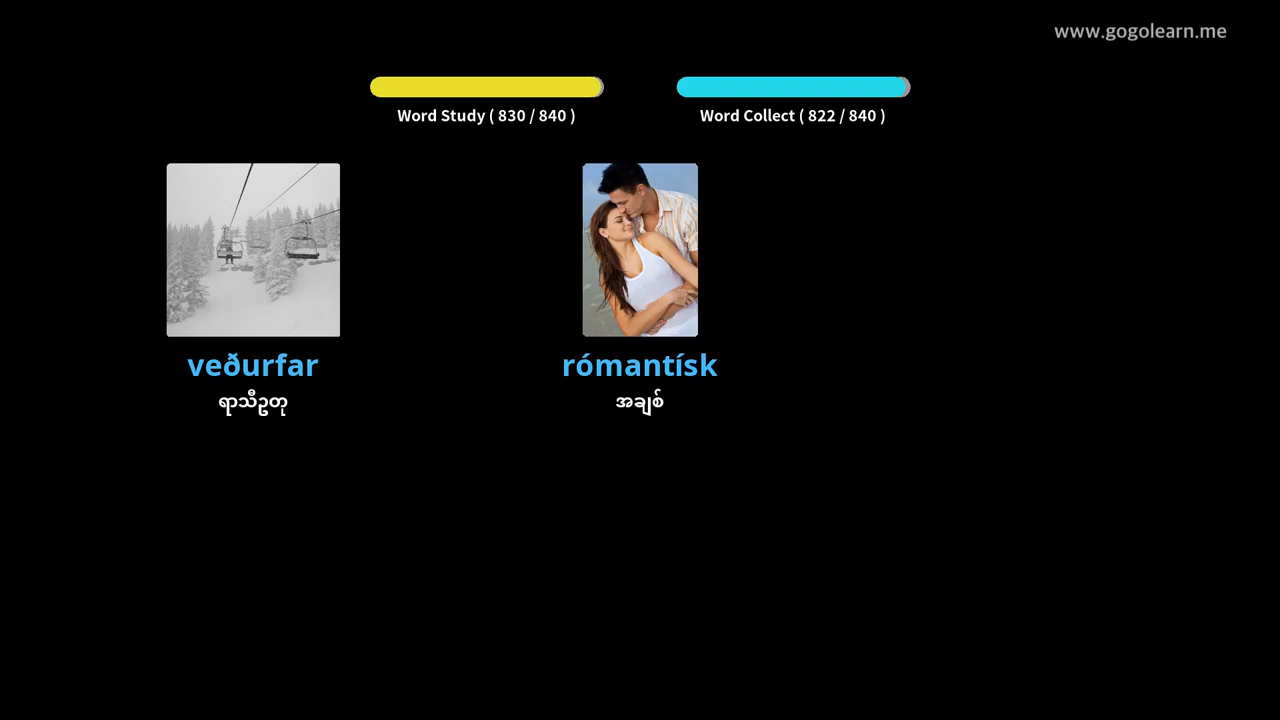 www.gogolearn.me
Word Study ( 830 / 840 )
Word Collect ( 822 / 840 )
veðurfar
ရာသီဥတု
rómantísk
အချစ်